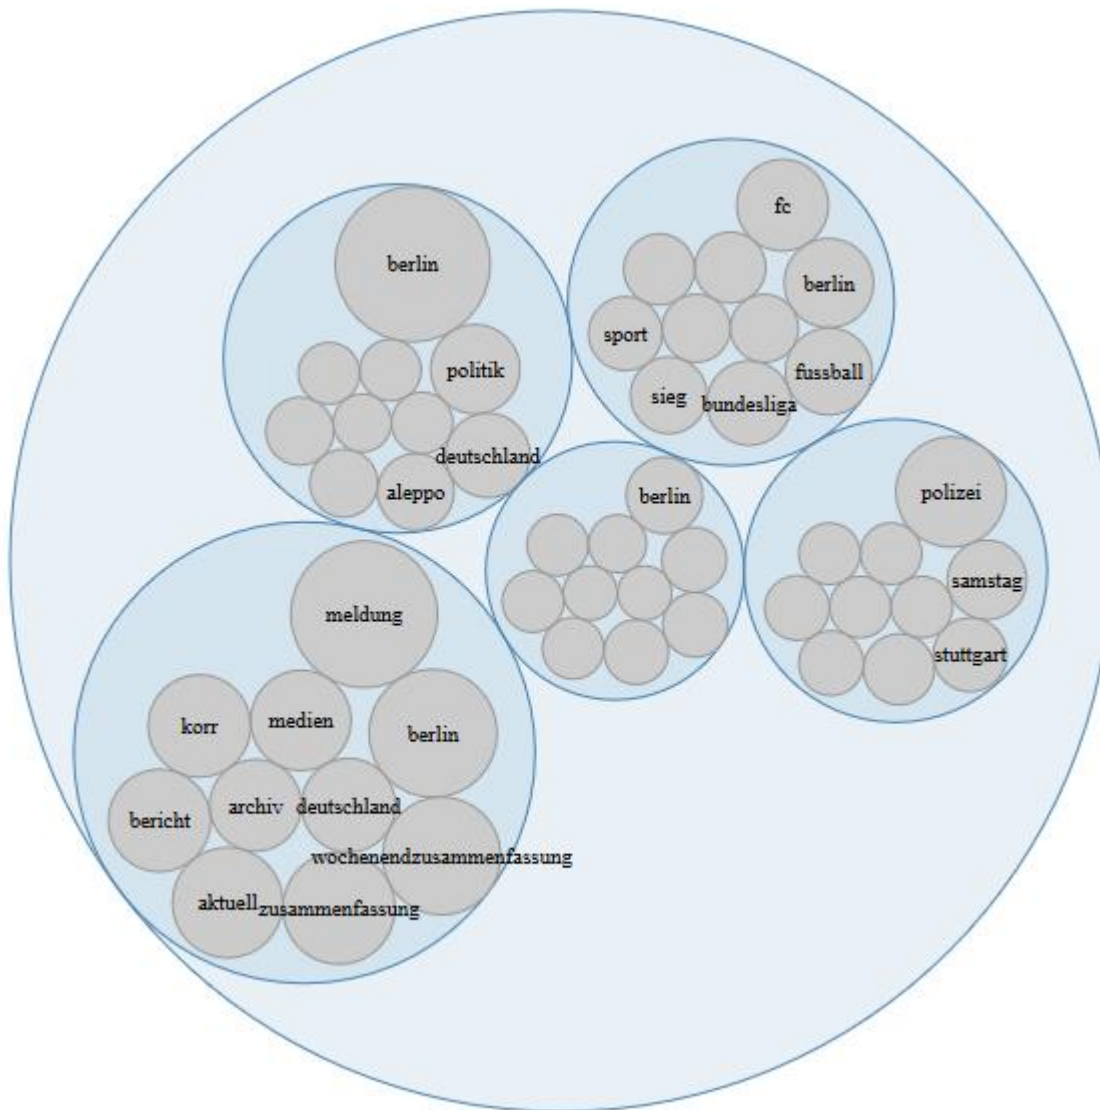 berlin
politik
deutschland
aleppo
fc
berlin
sport
fussball
sieg
bundesliga
berlin
polizei
samstag
stuttgart
meldung
korr
medien
berlin
bericht
archiv
deutschland
wochenendzusammenfassung
aktuell
zusammenfassung